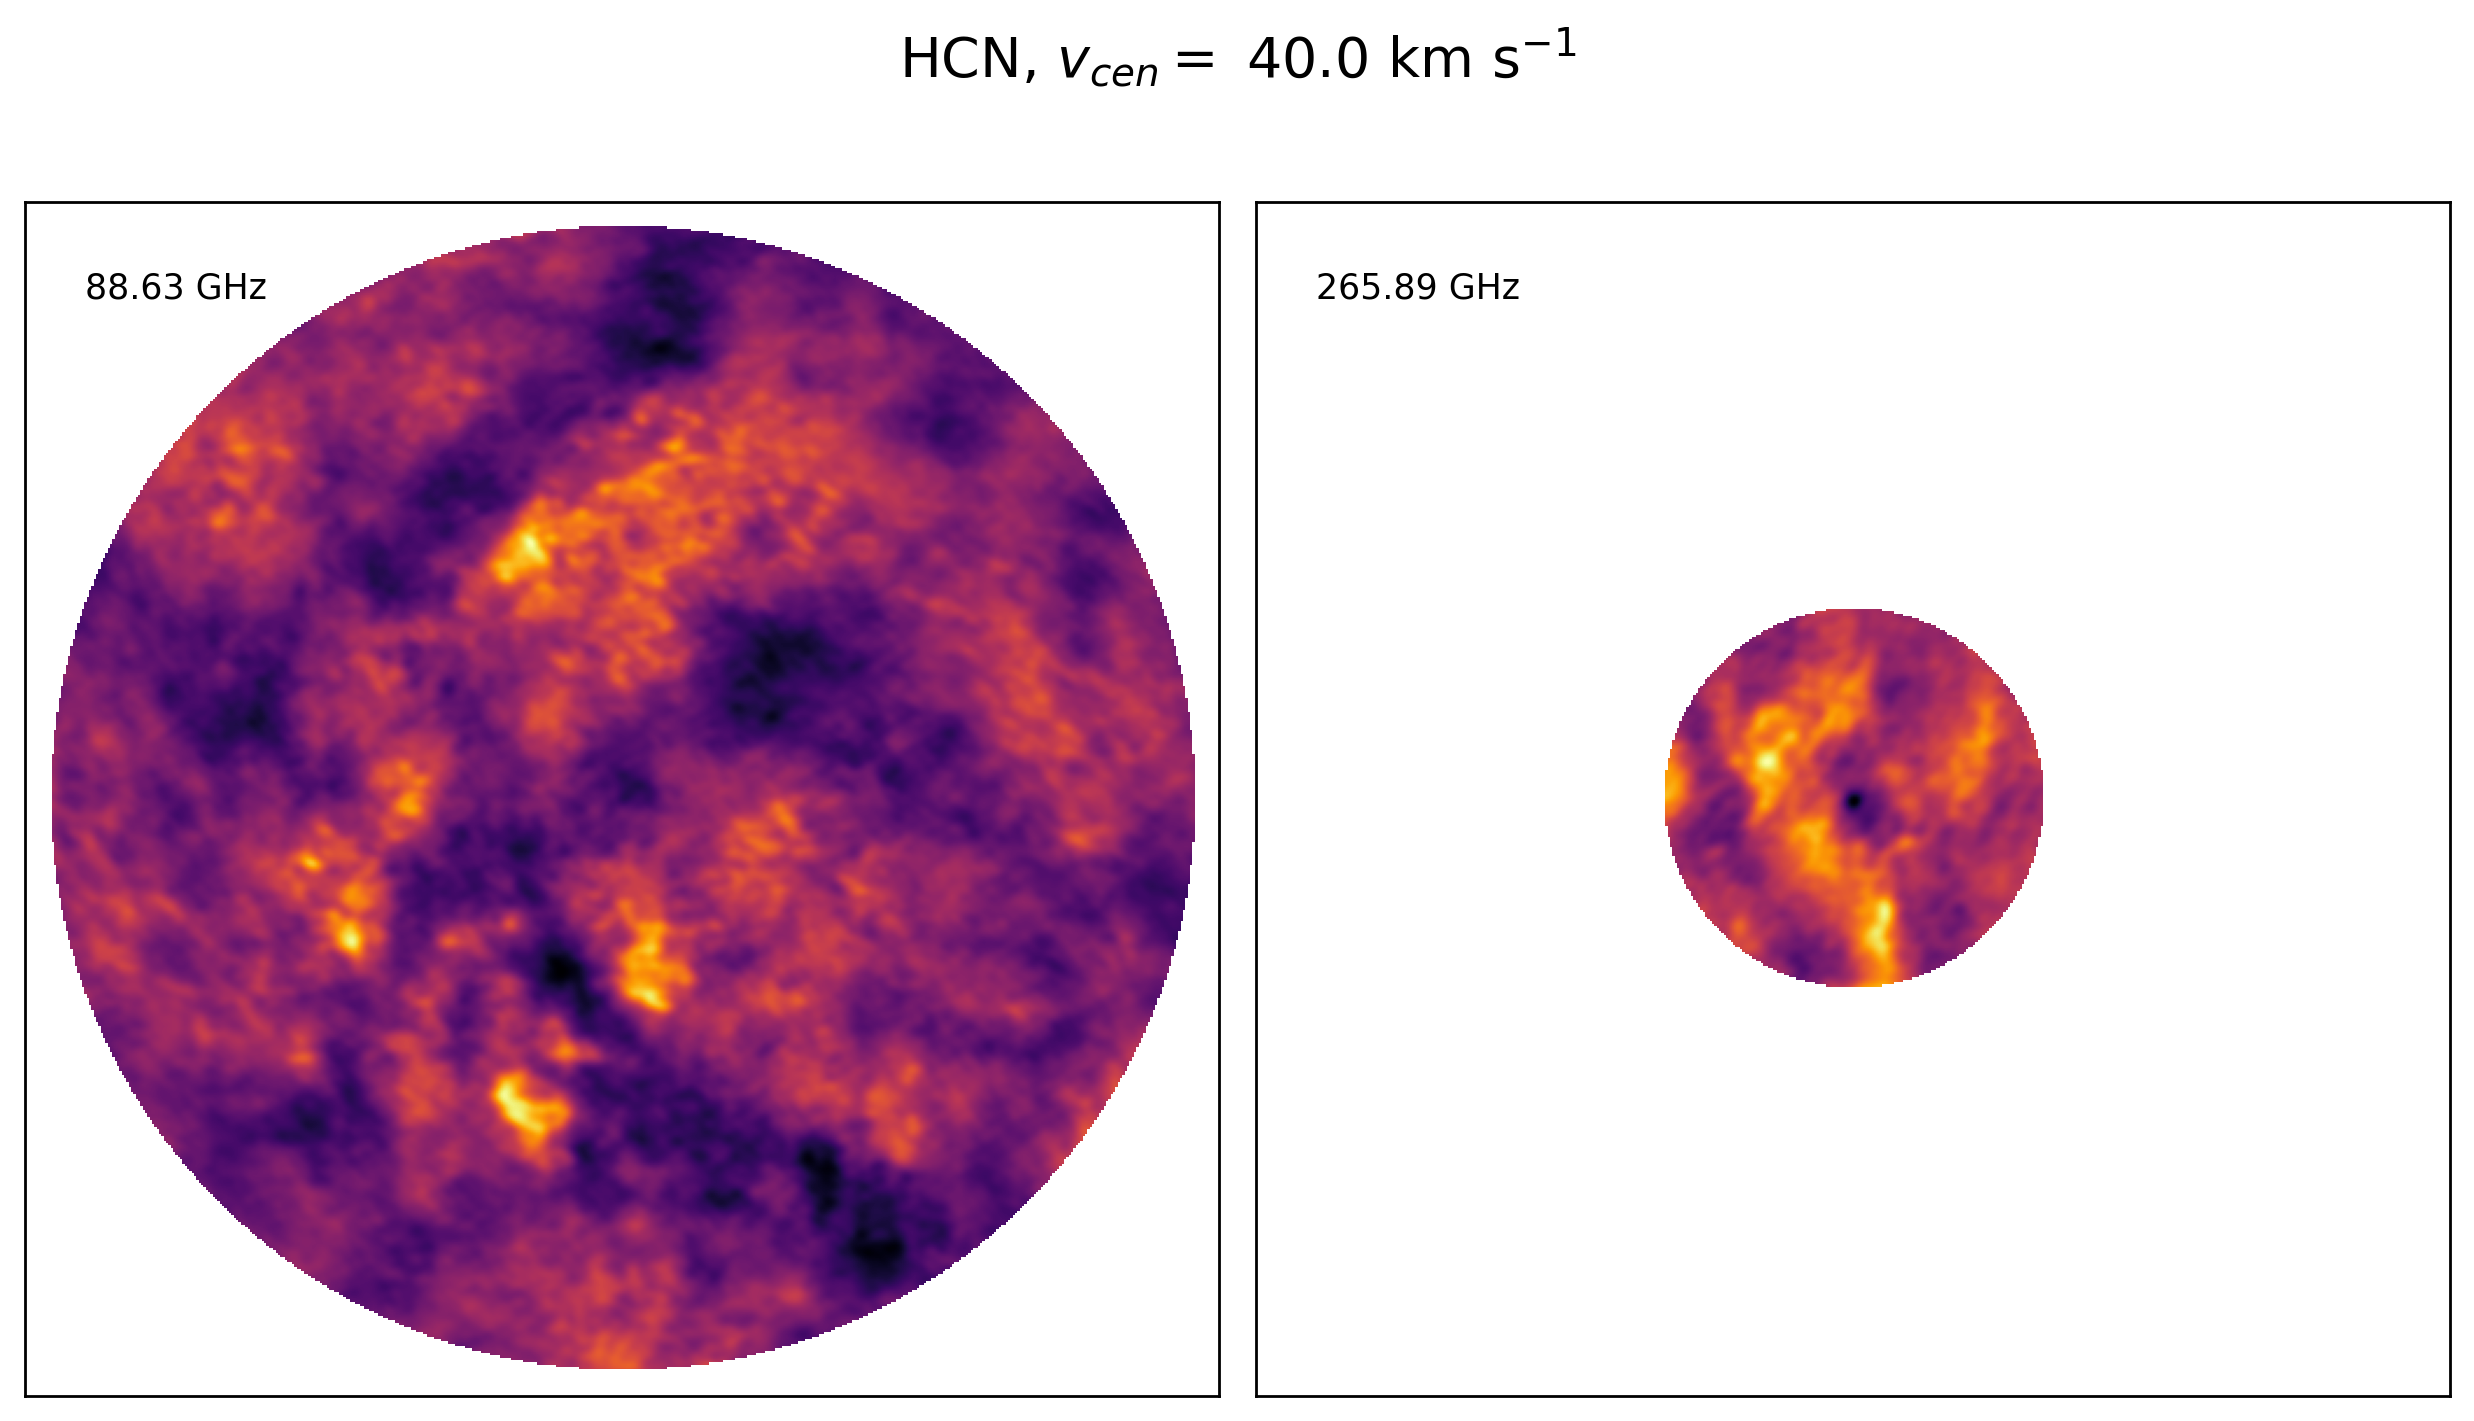 HCN, v_cen = 40.0 km s⁻¹
88.63 GHz
265.89 GHz